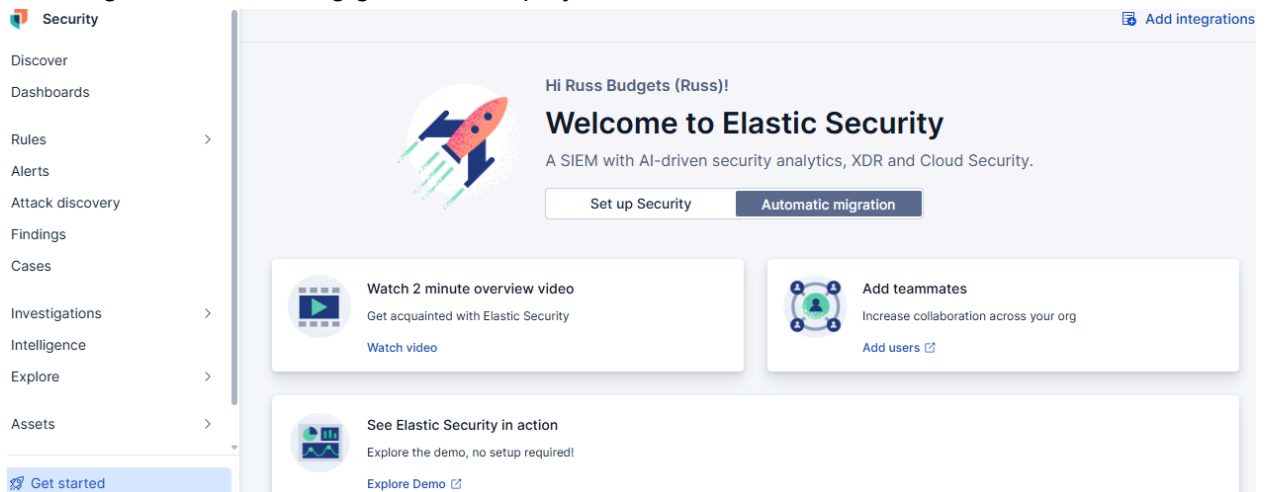 Security
Add integrations
Discover
Dashboards
Rules
Alerts
Attack discovery
Findings
Cases
Investigations
Intelligence
Explore
Assets
Get started
Hi Russ Budgets (Russ)!
Welcome to Elastic Security
A SIEM with AI-driven security analytics, XDR and Cloud Security.
Set up Security
Automatic migration
Watch 2 minute overview video
Get acquainted with Elastic Security
Watch video
Add teammates
Increase collaboration across your org
Add users
See Elastic Security in action
Explore the demo, no setup required!
Explore Demo